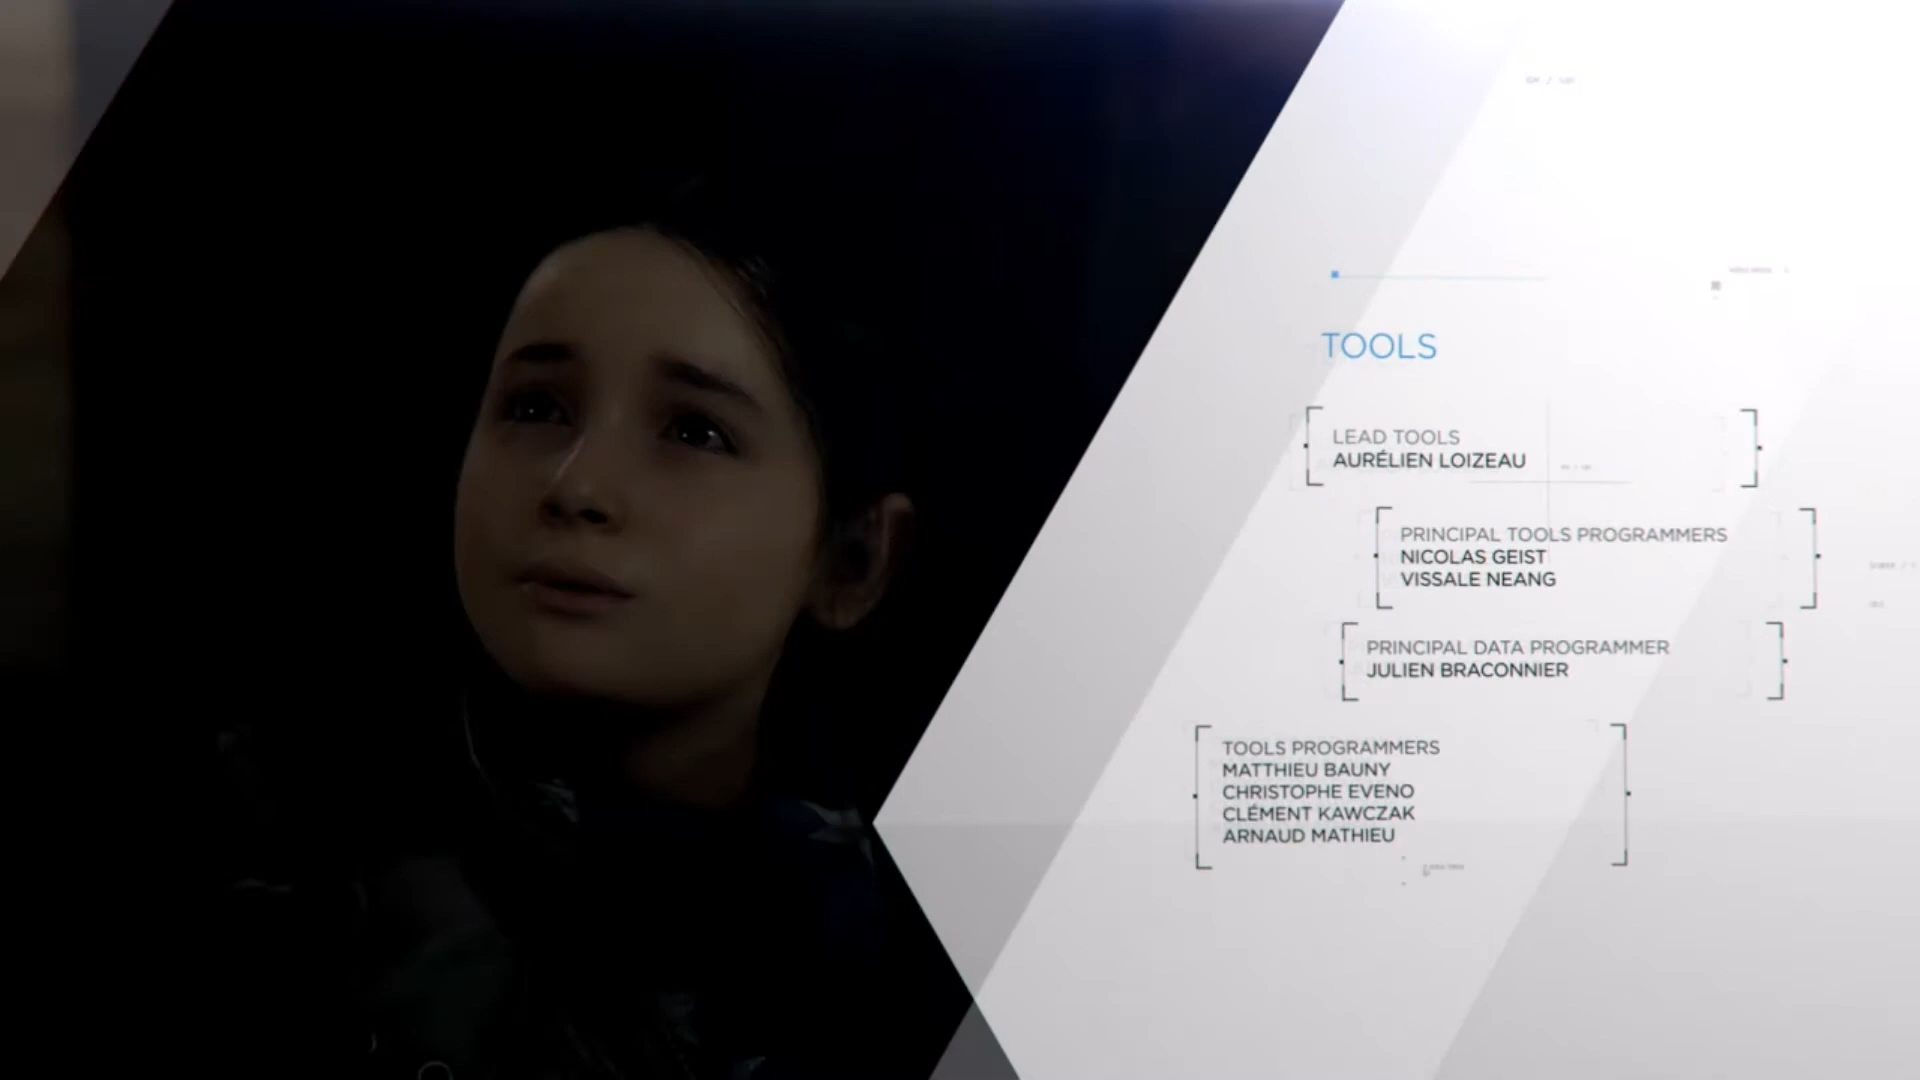 TOOLS
LEAD TOOLS
AURÉLIEN LOIZEAU
PRINCIPAL TOOLS PROGRAMMERS
NICOLAS GEIST
VISSALE NEANG
PRINCIPAL DATA PROGRAMMER
JULIEN BRACONNIER
TOOLS PROGRAMMERS
MATTHIEU BAUNY
CHRISTOPHE EVENO
CLÉMENT KAWCZAK
ARNAUD MATHIEU